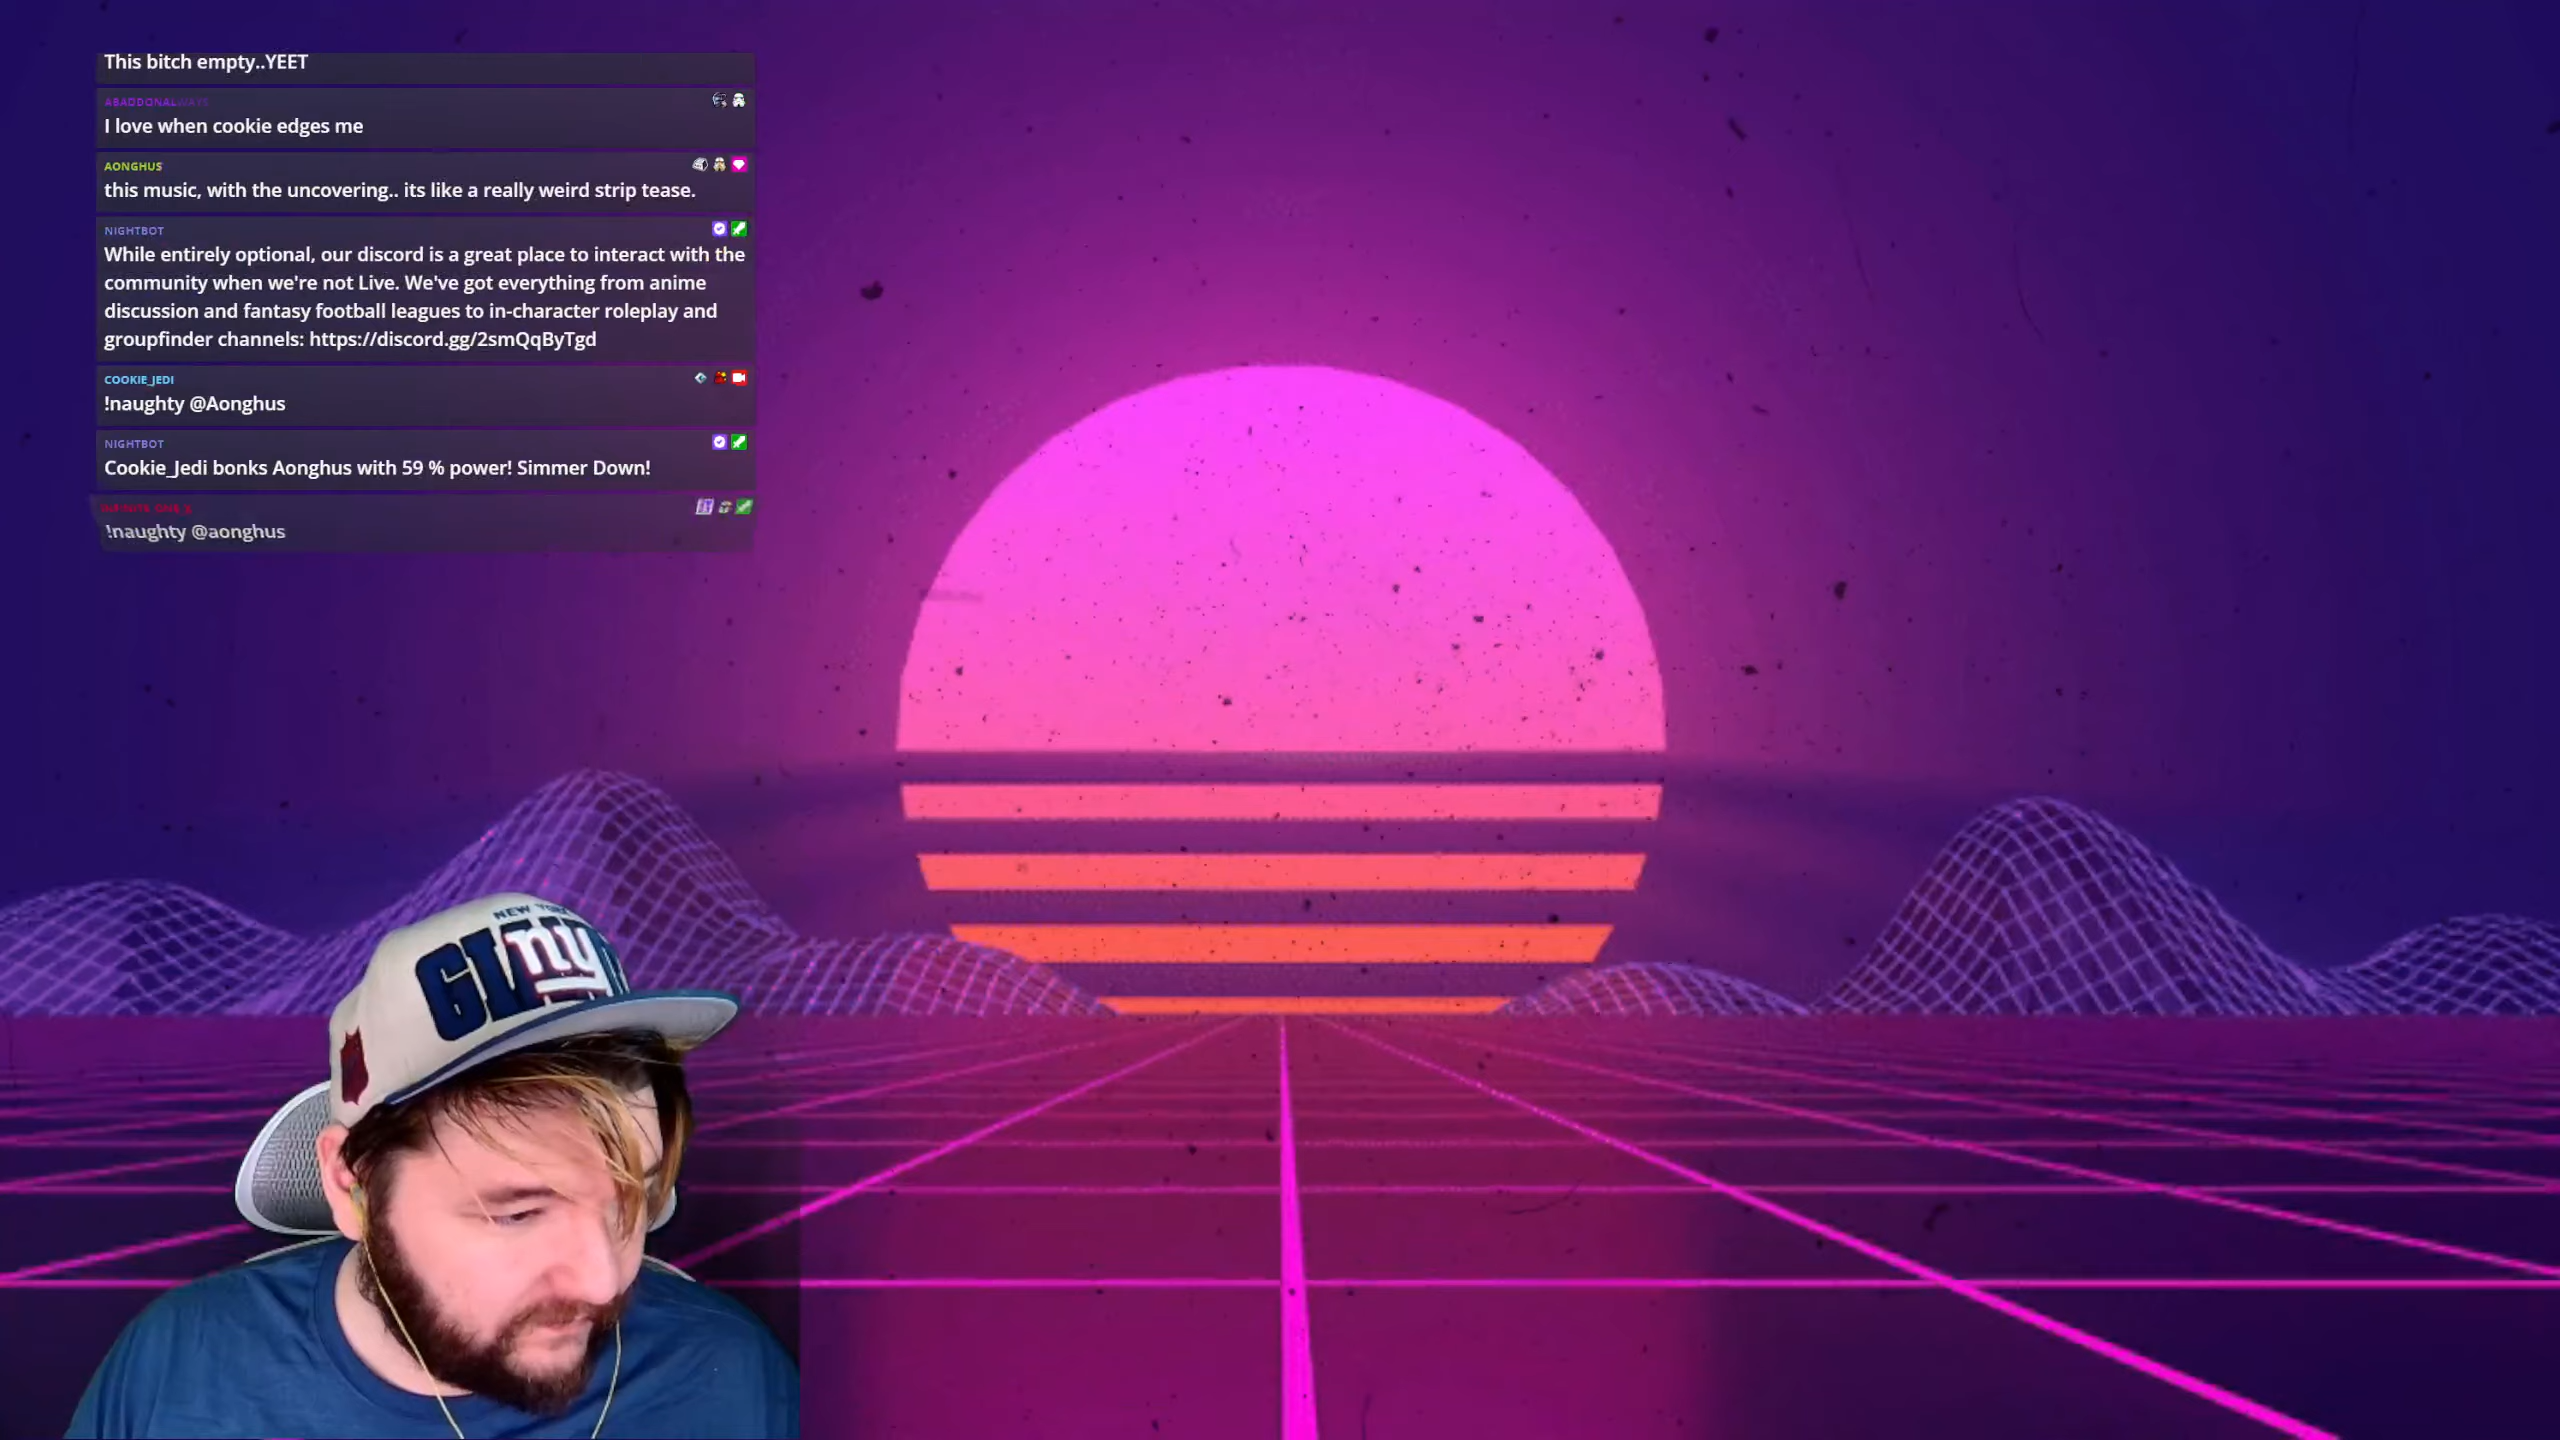 This bitch empty..YEET
ABADDONALWAYS
I love when cookie edges me
AONGHUS
this music, with the uncovering.. its like a really weird strip tease.
NIGHTBOT
While entirely optional, our discord is a great place to interact with the
community when we're not Live. We've got everything from anime
discussion and fantasy football leagues to in-character roleplay and
groupfinder channels: https://discord.gg/2smQqByTgd
COOKIE_JEDI
!naughty @Aonghus
NIGHTBOT
Cookie_Jedi bonks Aonghus with 59 % power! Simmer Down!
!naughty @aonghus
NEW
ny